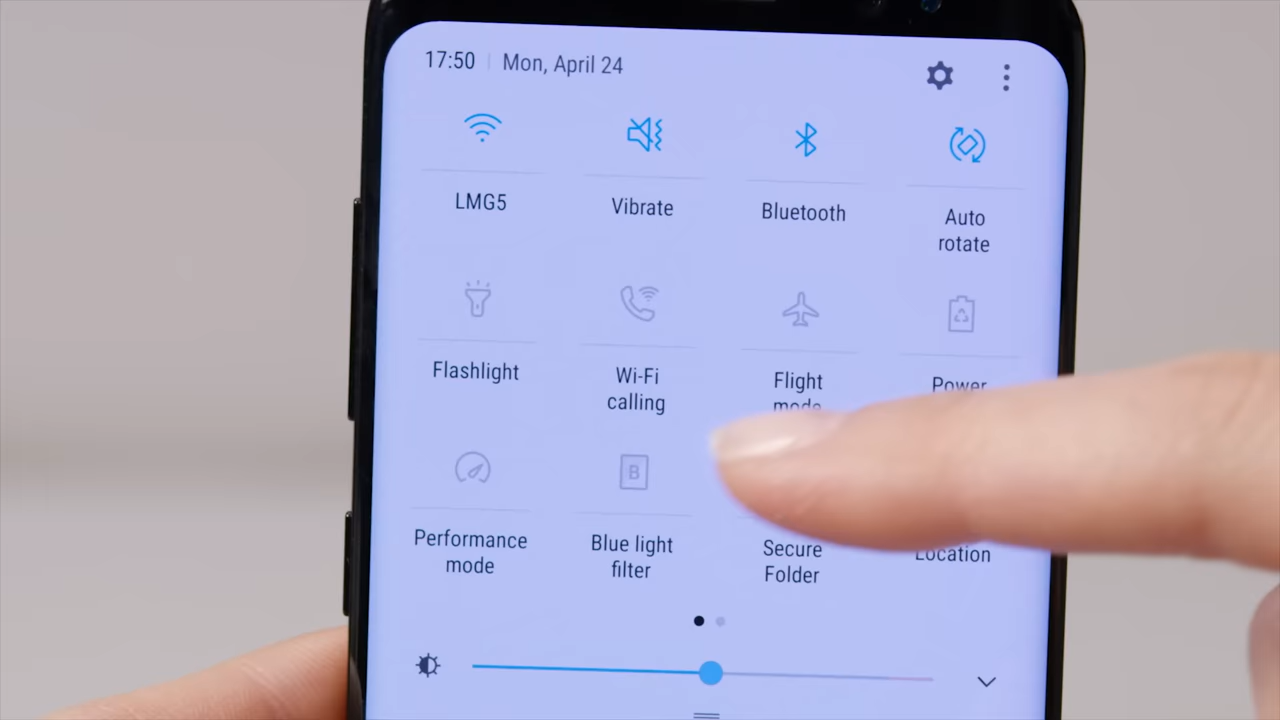 17:50 | Mon, April 24
LMG5
Vibrate
Bluetooth
Auto
rotate
Flashlight
Wi-Fi
calling
Flight
mode
Power
B
Performance
mode
Blue light
filter
Secure
Folder
Location